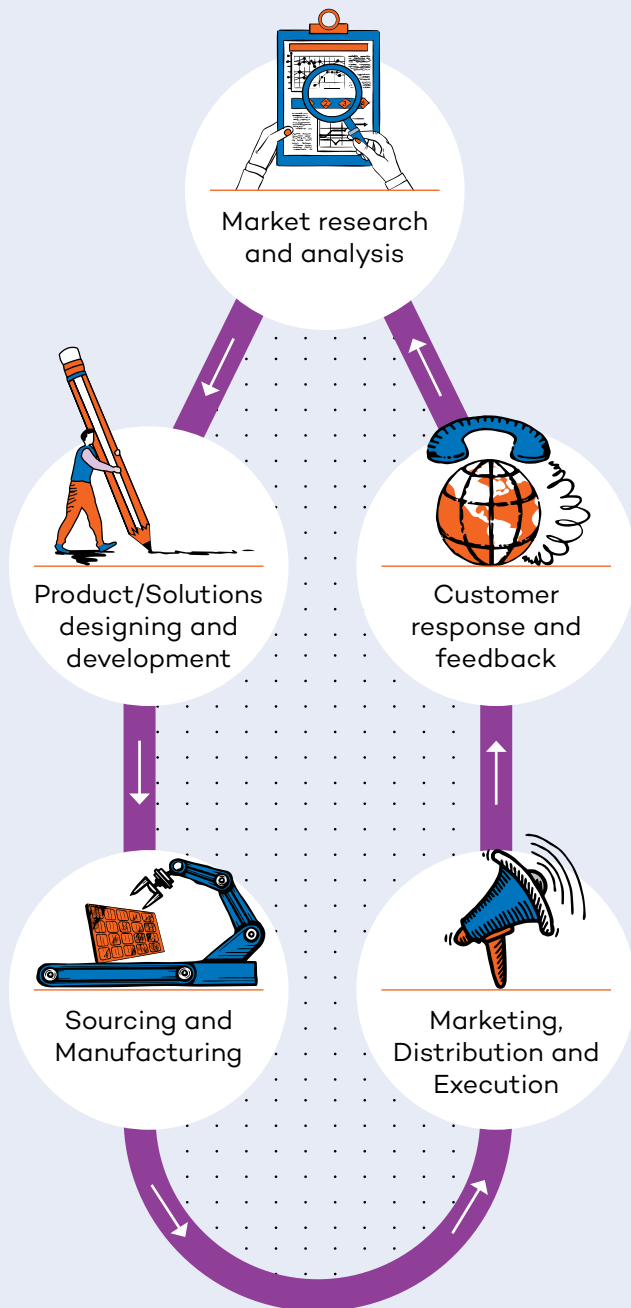 Market research
and analysis
Product/Solutions
designing and
development
Customer
response and
feedback
Sourcing and
Manufacturing
Marketing,
Distribution and
Execution